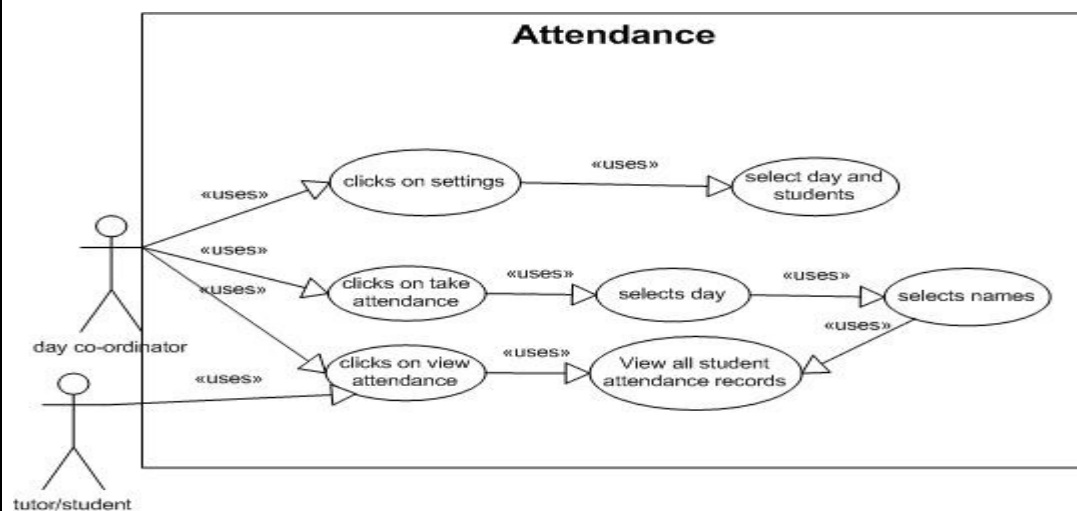 Attendance
«uses»
clicks on settings
«uses»
select day and
students
«uses»
«uses»
clicks on take
attendance
«uses»
selects day
«uses»
selects names
«uses»
day co-ordinator
«uses»
clicks on view
attendance
«uses»
View all student
attendance records
tutor/student